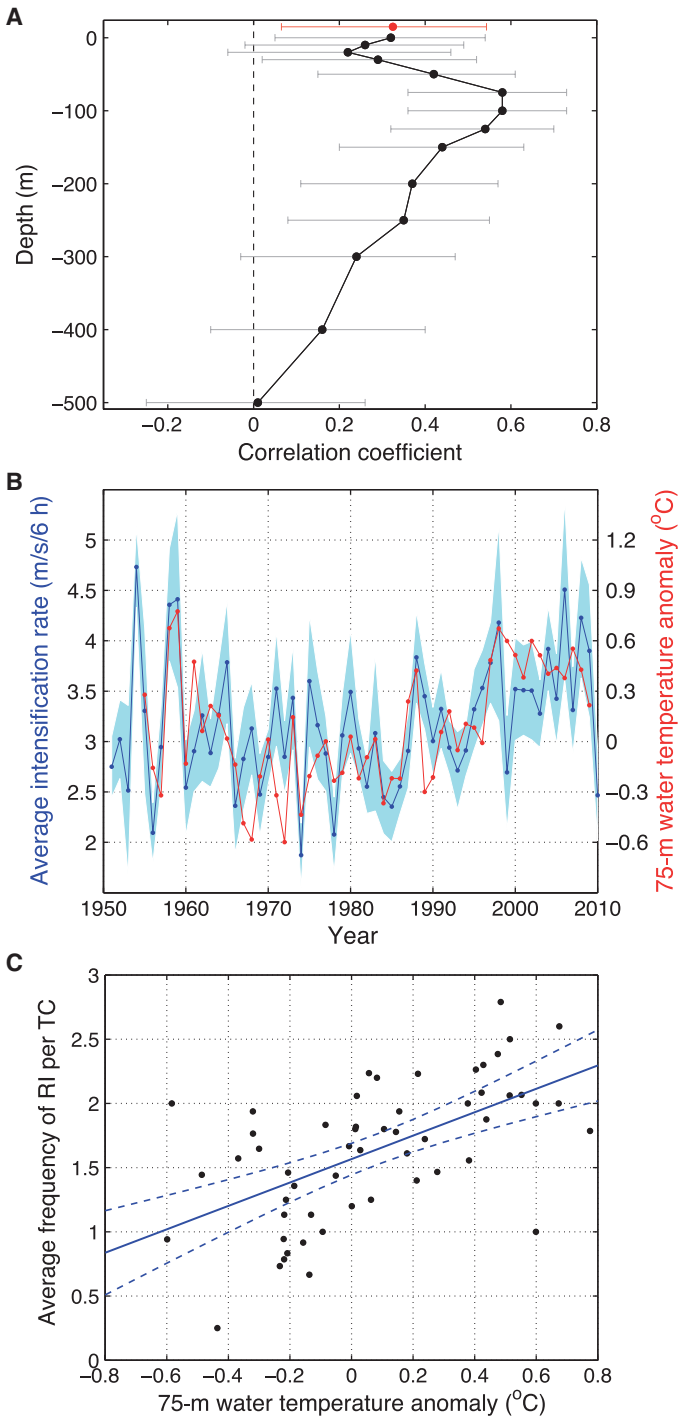 A
Depth (m)
0
−100
−200
−300
−400
−500
−0.2 0 0.2 0.4 0.6 0.8
Correlation coefficient
B
Average intensification rate (m/s/6 h)
5
4.5
4
3.5
3
2.5
2
75-m water temperature anomaly (°C)
1.2
0.9
0.6
0.3
0
−0.3
−0.6
1950 1960 1970 1980 1990 2000 2010
Year
C
Average frequency of RI per TC
3
2.5
2
1.5
1
0.5
0
−0.8 −0.6 −0.4 −0.2 0 0.2 0.4 0.6 0.8
75-m water temperature anomaly (°C)